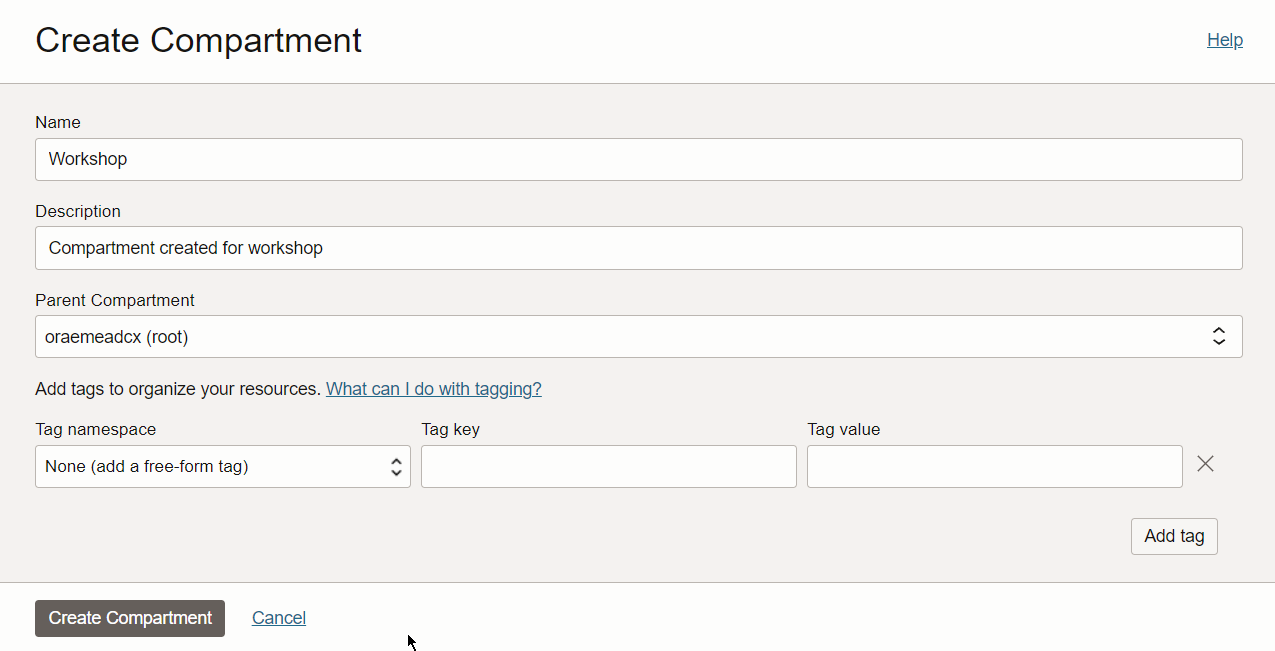 Create Compartment
Help
Name
Workshop
Description
Compartment created for workshop
Parent Compartment
oraemeadcx (root)
Add tags to organize your resources. What can I do with tagging?
Tag namespace Tag key Tag value
None (add a free-form tag)
Add tag
Create Compartment Cancel